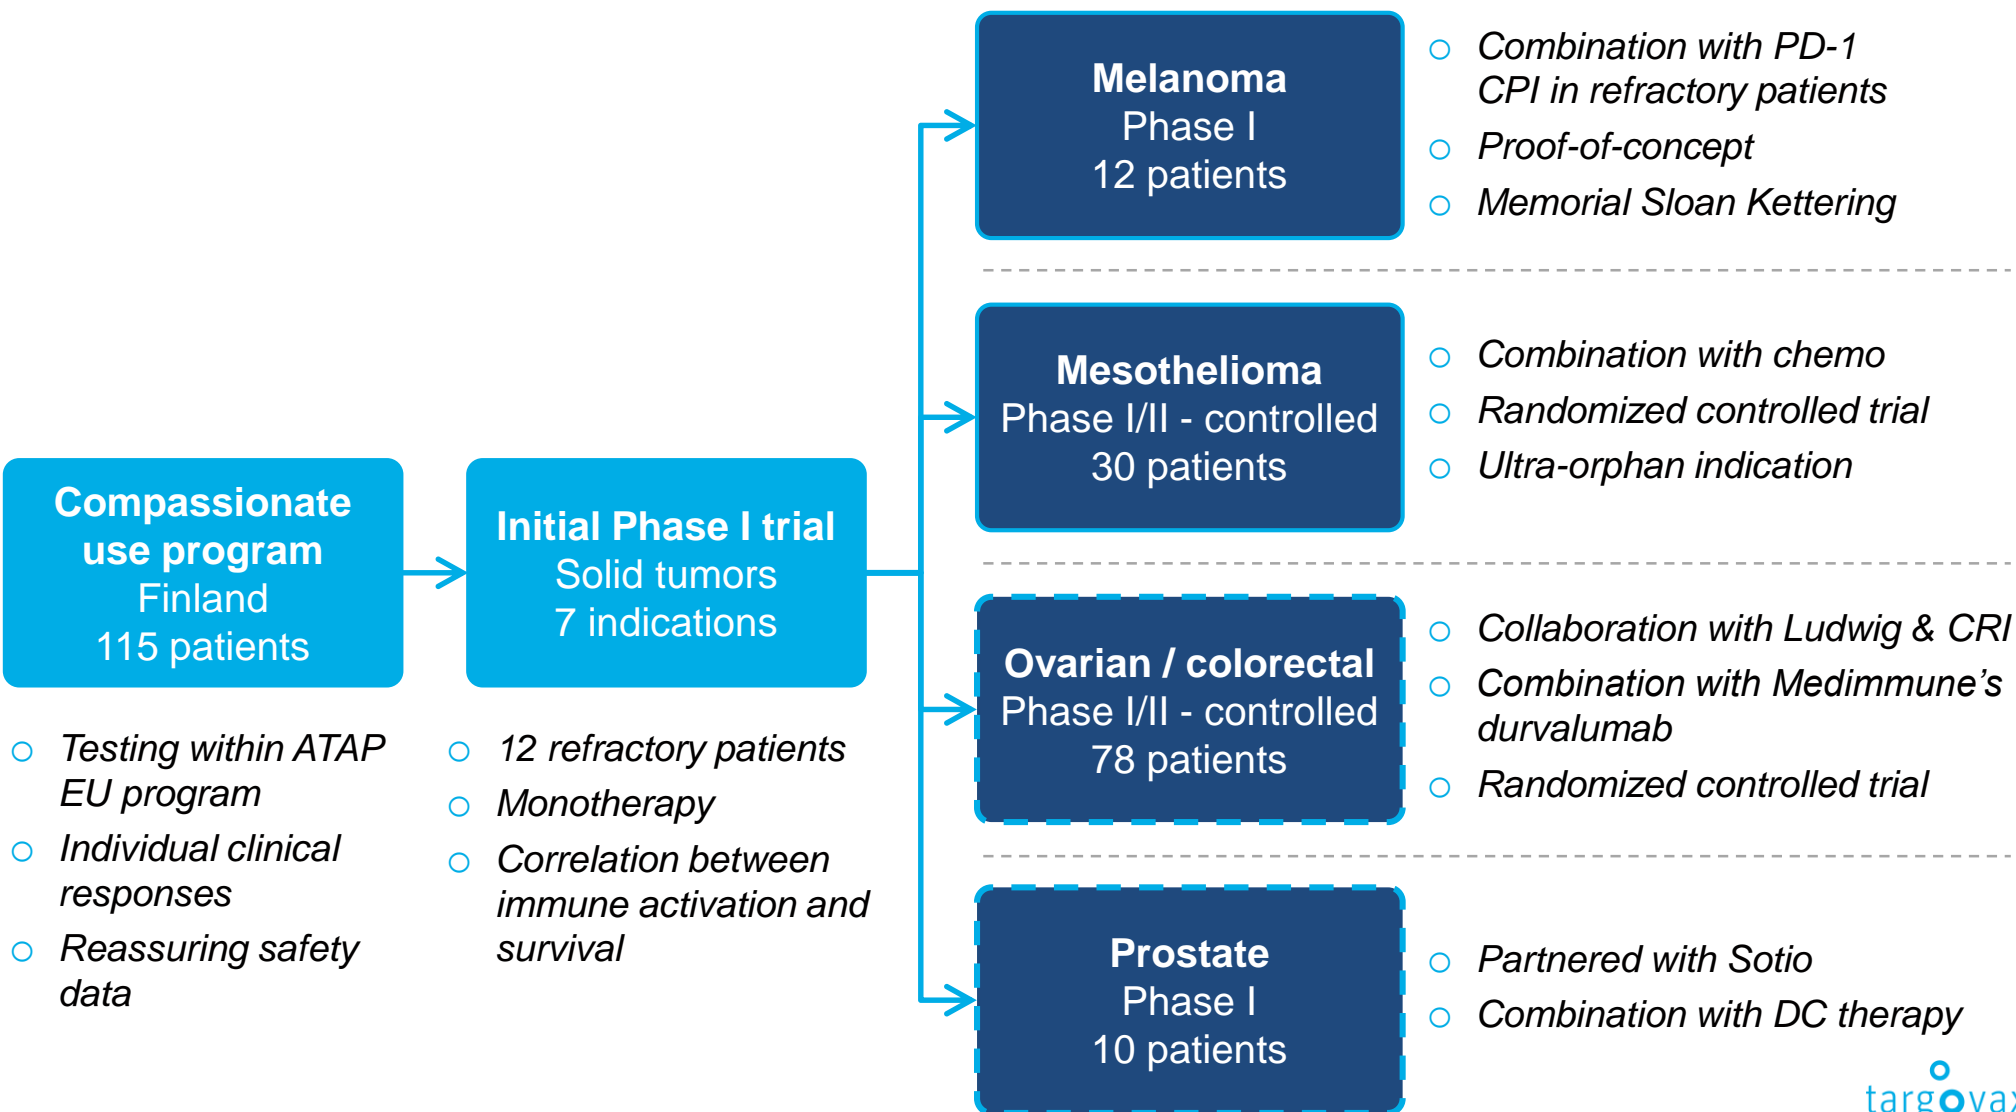 Compassionate
use program
Finland
115 patients
○ Testing within ATAP
EU program
○ Individual clinical
responses
○ Reassuring safety
data
Initial Phase I trial
Solid tumors
7 indications
○ 12 refractory patients
○ Monotherapy
○ Correlation between
immune activation and
survival
Melanoma
Phase I
12 patients
○ Combination with PD-1
CPI in refractory patients
○ Proof-of-concept
○ Memorial Sloan Kettering
Mesothelioma
Phase I/II - controlled
30 patients
○ Combination with chemo
○ Randomized controlled trial
○ Ultra-orphan indication
Ovarian / colorectal
Phase I/II - controlled
78 patients
○ Collaboration with Ludwig & CRI
○ Combination with Medimmune’s
durvalumab
○ Randomized controlled trial
Prostate
Phase I
10 patients
○ Partnered with Sotio
○ Combination with DC therapy
targovax